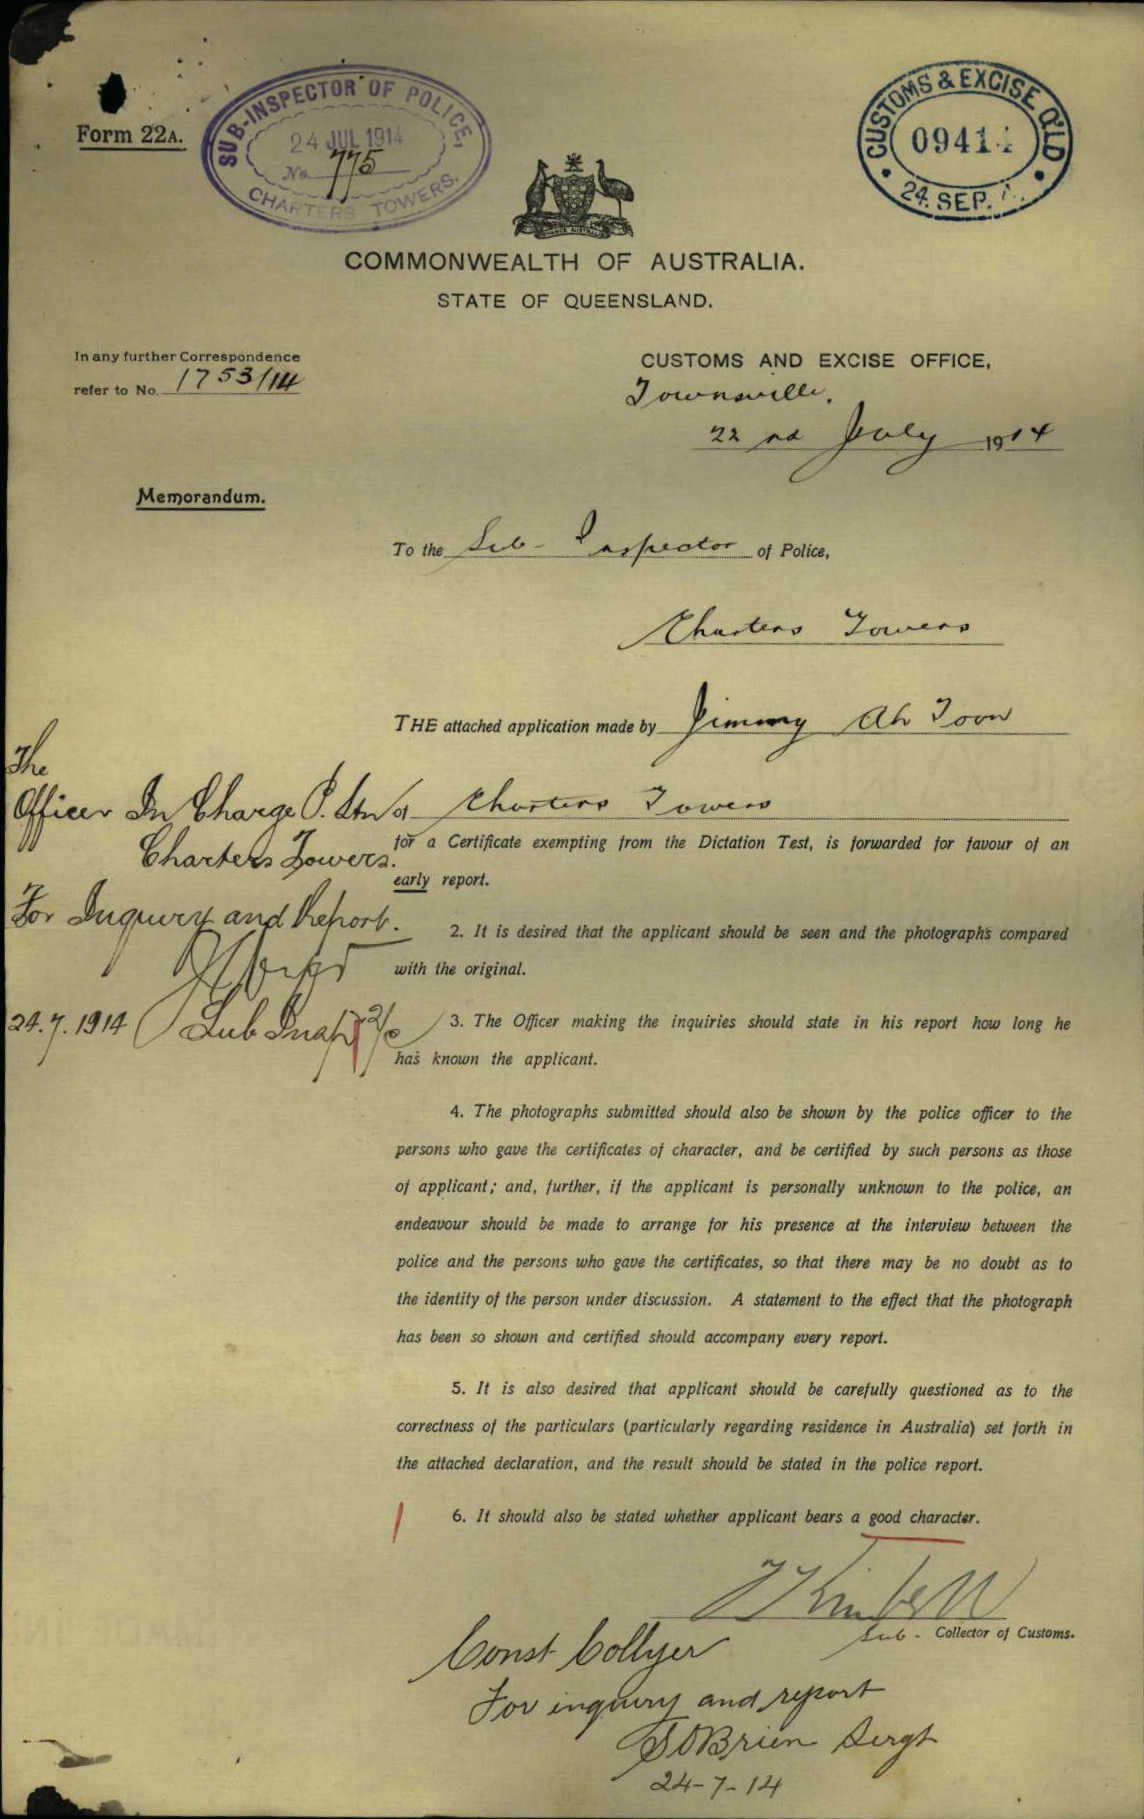 Form 22A.
SUB-INSPECTOR OF POLICE,
24 JUL 1914
No. 775
CHARTERS TOWERS.
CUSTOMS & EXCISE Q'LD
09414
24. SEP.
COMMONWEALTH OF AUSTRALIA.
STATE OF QUEENSLAND.
In any further Correspondence
refer to No. 1753/14
CUSTOMS AND EXCISE OFFICE,
Townsville.
22nd July 1914
Memorandum.
To the Sub-Inspector of Police,
Charters Towers
THE attached application made by Jimmy Ah Toon
of Charters Towers
for a Certificate exempting from the Dictation Test, is forwarded for favour of an
early report.
2. It is desired that the applicant should be seen and the photographs compared
with the original.
3. The Officer making the inquiries should state in his report how long he
has known the applicant.
4. The photographs submitted should also be shown by the police officer to the
persons who gave the certificates of character, and be certified by such persons as those
of applicant; and, further, if the applicant is personally unknown to the police, an
endeavour should be made to arrange for his presence at the interview between the
police and the persons who gave the certificates, so that there may be no doubt as to
the identity of the person under discussion. A statement to the effect that the photograph
has been so shown and certified should accompany every report.
5. It is also desired that applicant should be carefully questioned as to the
correctness of the particulars (particularly regarding residence in Australia) set forth in
the attached declaration, and the result should be stated in the police report.
6. It should also be stated whether applicant bears a good character.
Sub- Collector of Customs.
The
Officer In Charge P. Stn
Charters Towers.
For Inquiry and Report.
24.7.1914 Sub Insp
Const Collyer
For inquiry and report
SOBrien Sergt
24-7-14